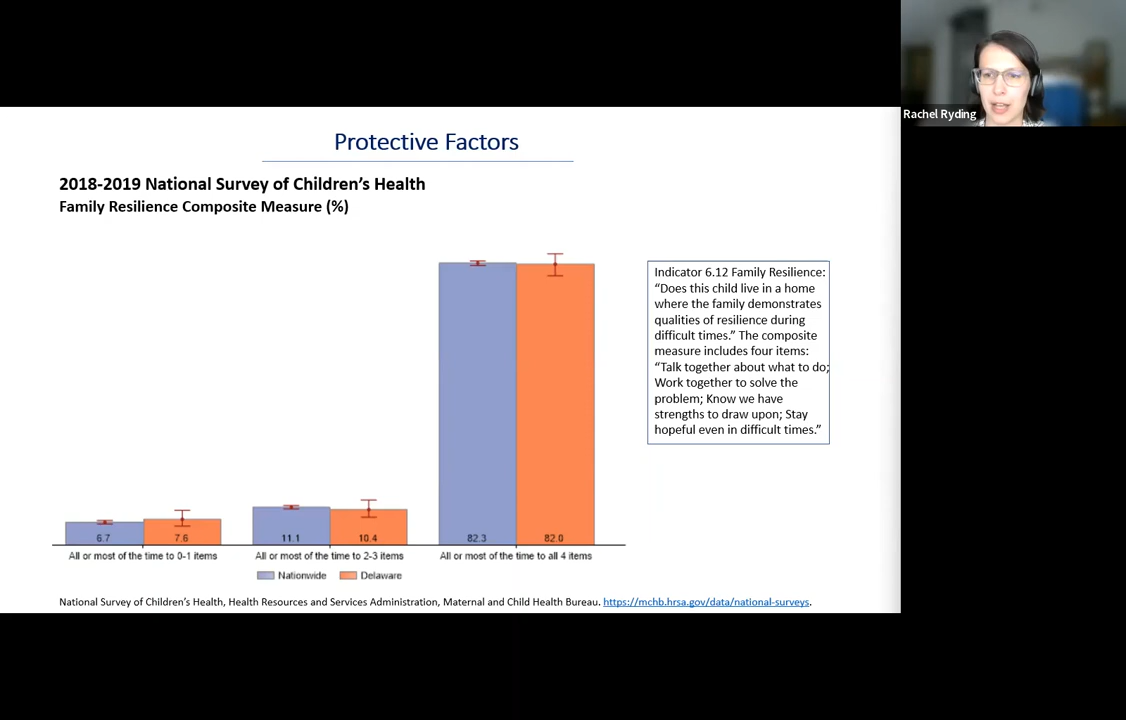 Rachel Ryding
Protective Factors
2018-2019 National Survey of Children's Health
Family Resilience Composite Measure (%)
Indicator 6.12 Family Resilience:
“Does this child live in a home
where the family demonstrates
qualities of resilience during
difficult times.” The composite
measure includes four items:
“Talk together about what to do;
Work together to solve the
problem; Know we have
strengths to draw upon; Stay
hopeful even in difficult times.”
6.7 7.6 11.1 10.4 82.3 82.0
All or most of the time to 0-1 items All or most of the time to 2-3 items All or most of the time to all 4 items
Nationwide Delaware
National Survey of Children's Health, Health Resources and Services Administration, Maternal and Child Health Bureau. https://mchb.hrsa.gov/data/national-surveys.